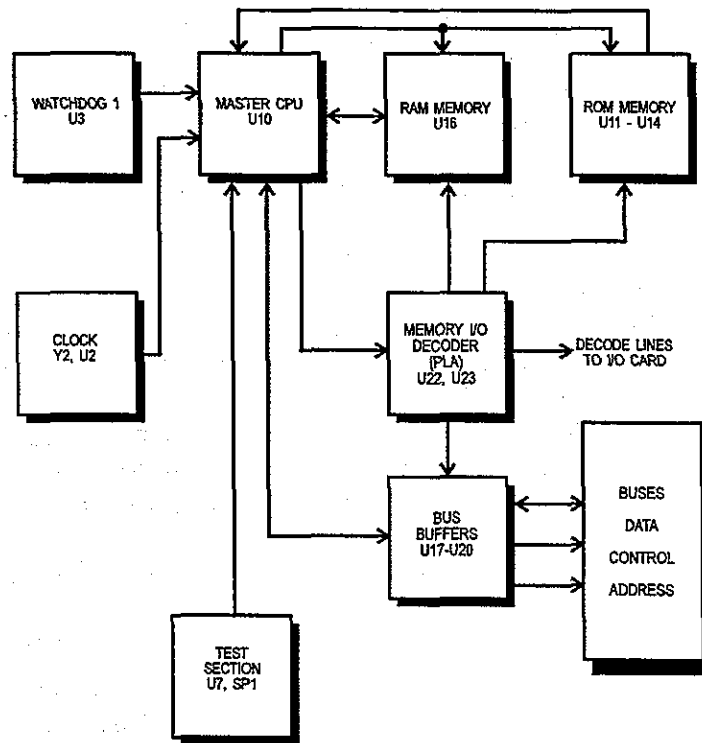 WATCHDOG 1
U3
MASTER CPU
U10
RAM MEMORY
U16
ROM MEMORY
U11 - U14
CLOCK
Y2, U2
MEMORY I/O
DECODER
(PLA)
U22, U23
DECODE LINES
TO I/O CARD
BUS
BUFFERS
U17-U20
BUSES
DATA
CONTROL
ADDRESS
TEST
SECTION
U7, SP1